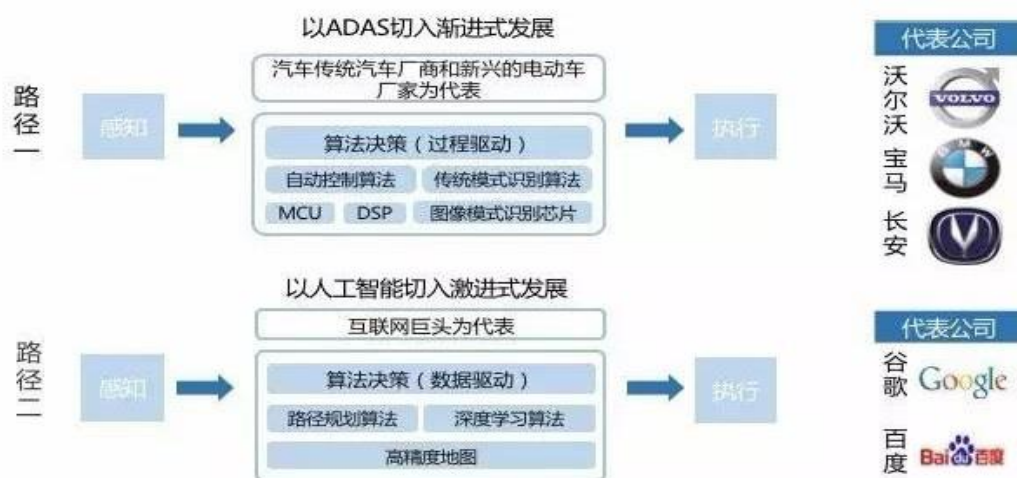 以ADAS切入渐进式发展
汽车传统汽车厂商和新兴的电动车
厂家为代表
路径一
感知
算法决策（过程驱动）
自动控制算法
传统模式识别算法
MCU
DSP
图像模式识别芯片
执行
代表公司
沃尔沃
VOLVO
宝马
BMW
长安
以人工智能切入激进式发展
互联网巨头为代表
路径二
感知
算法决策（数据驱动）
路径规划算法
深度学习算法
高精度地图
执行
代表公司
谷歌
Google
百度
Bai du 百度